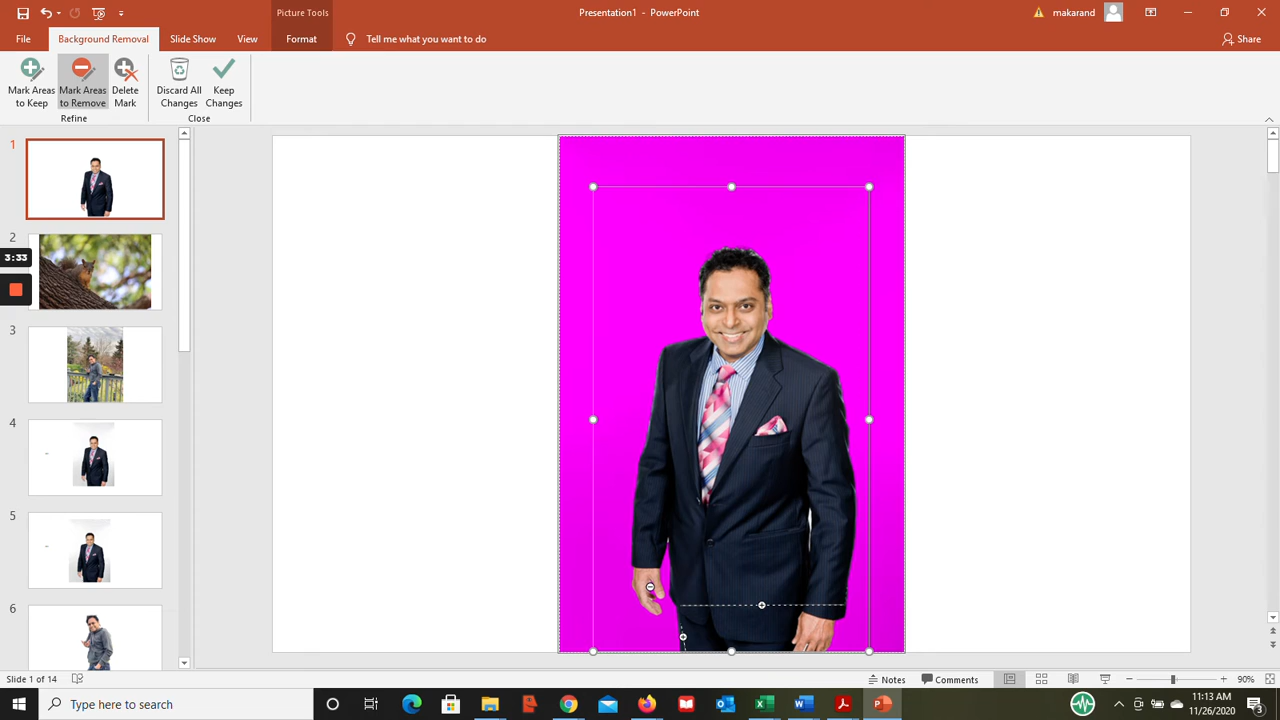 Picture Tools
Presentation - PowerPoint
makarand
File
Background Removal
Slide Show
View
Format
Tell me what you want to do
Share
Mark Areas to Keep
Mark Areas to Remove
Delete Mark
Discard All Changes
Keep Changes
Refine
Close
1
2
3:33
3
4
5
6
Slide 1 of 14
Notes
Comments
90%
Type here to search
11:13 AM
11/26/2020
3